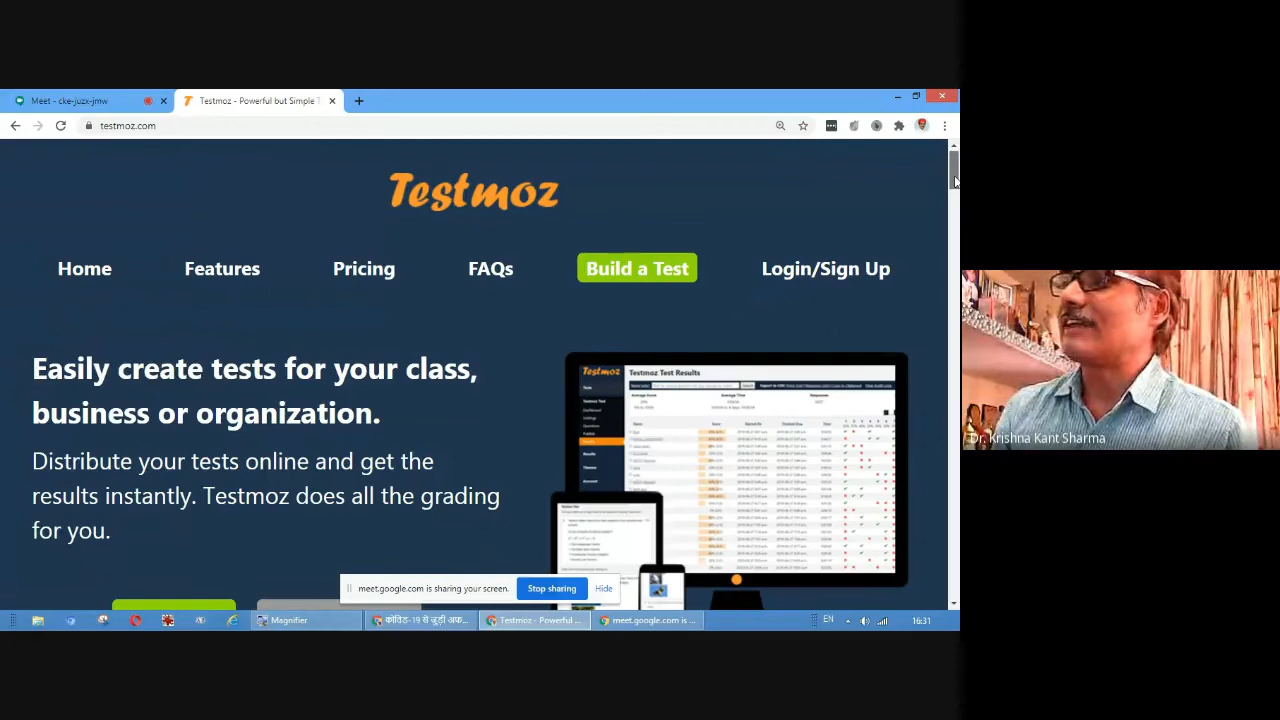 Meet - cke-juzx-jmw
Testmoz - Powerful but Simple T
testmoz.com
Testmoz
Home Features Pricing FAQs Build a Test Login/Sign Up
Easily create tests for your class,
business or organization.
Distribute your tests online and get the
results instantly. Testmoz does all the grading
for you.
Testmoz
Testmoz Test Results
Dr. Krishna Kant Sharma
meet.google.com is sharing your screen. Stop sharing Hide
Magnifier
कोविड-19 से जुड़ी अफ...
Testmoz - Powerful ...
meet.google.com is ...
EN
16:31